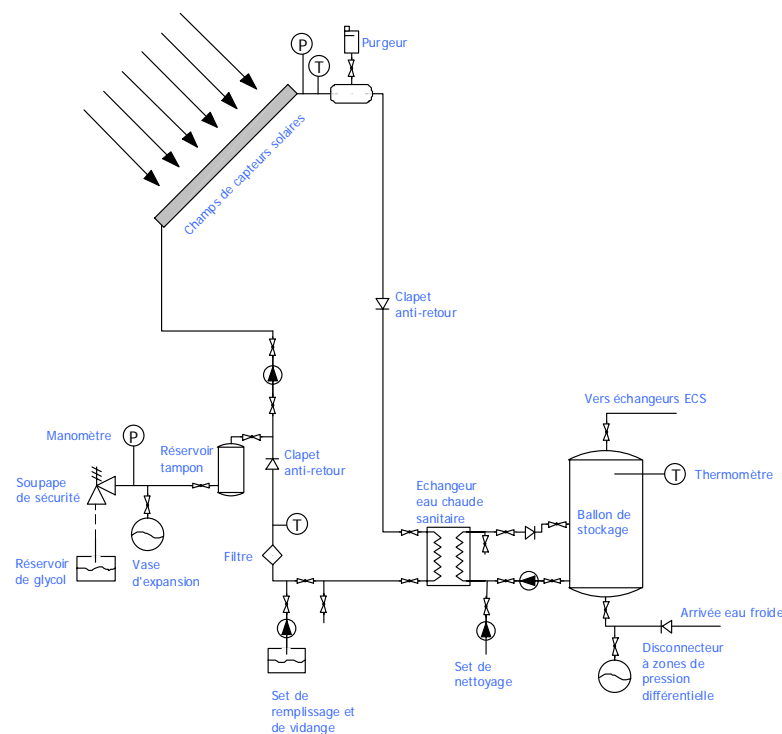 P
T
Purgeur
Champs de capteurs solaires
Clapet
anti-retour
Vers échangeurs ECS
Manomètre
P
Réservoir
tampon
Clapet
anti-retour
T
Thermomètre
Soupape
de sécurité
Echangeur
eau chaude
sanitaire
Ballon de
stockage
T
Filtre
Réservoir
de glycol
Vase
d'expansion
Arrivée eau froide
Disconnecteur
à zones de
pression
différentielle
Set de
nettoyage
Set de
remplissage et
de vidange